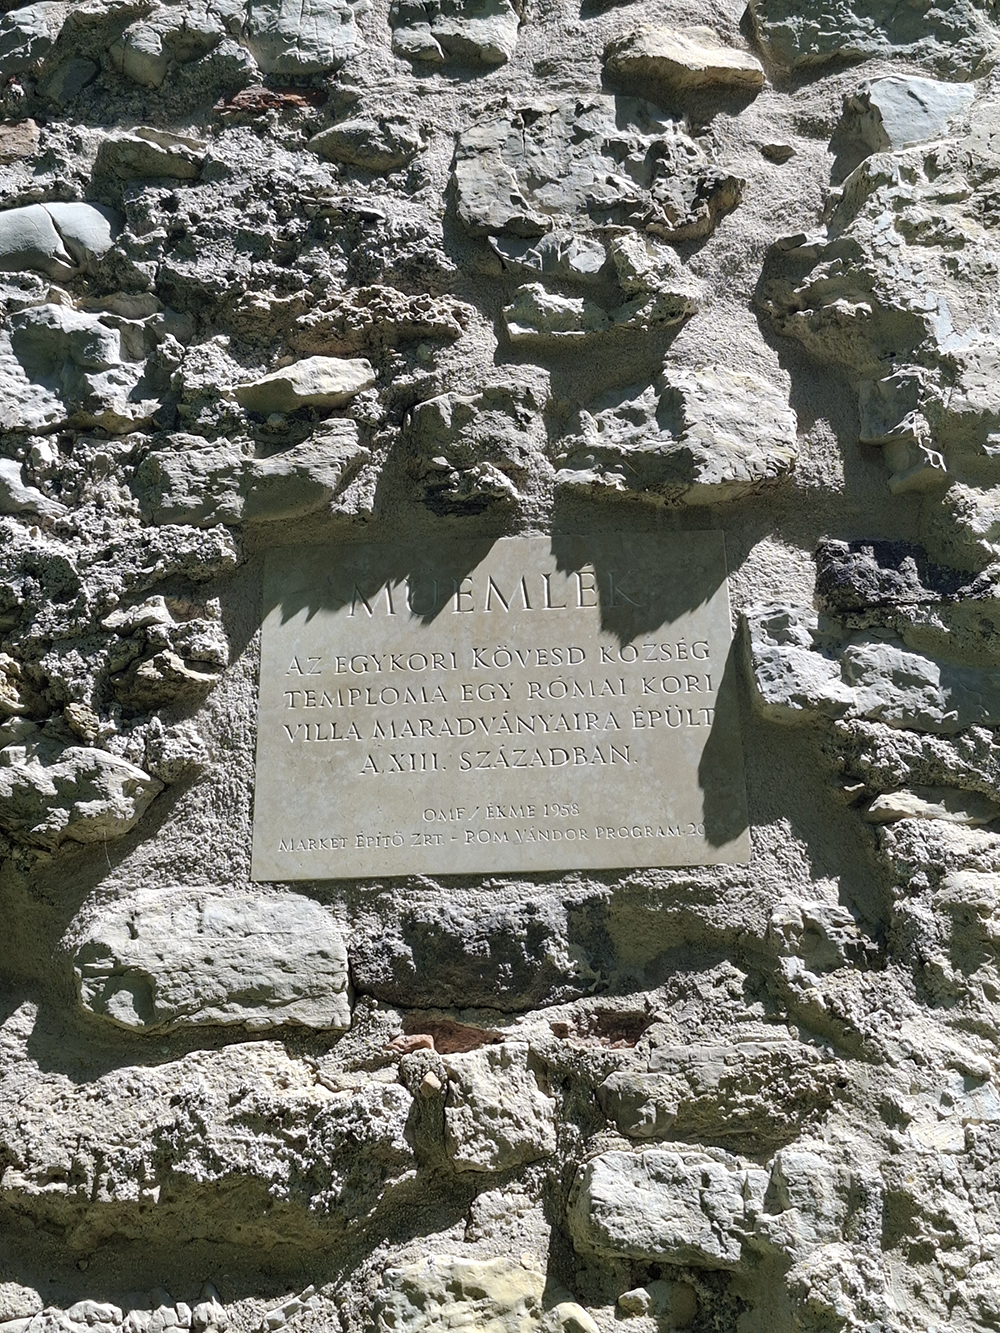 MŰEMLÉK
AZ EGYKORI KÖVESD KÖZSÉG
TEMPLOMA EGY RÓMAI KORI
VILLA MARADVÁNYAIRA ÉPÜLT
A XIII. SZÁZADBAN.
OMF/ÉKME 1958
MARKET ÉPÍTŐ ZRT. - RÓM VÁNDOR PROGRAM-